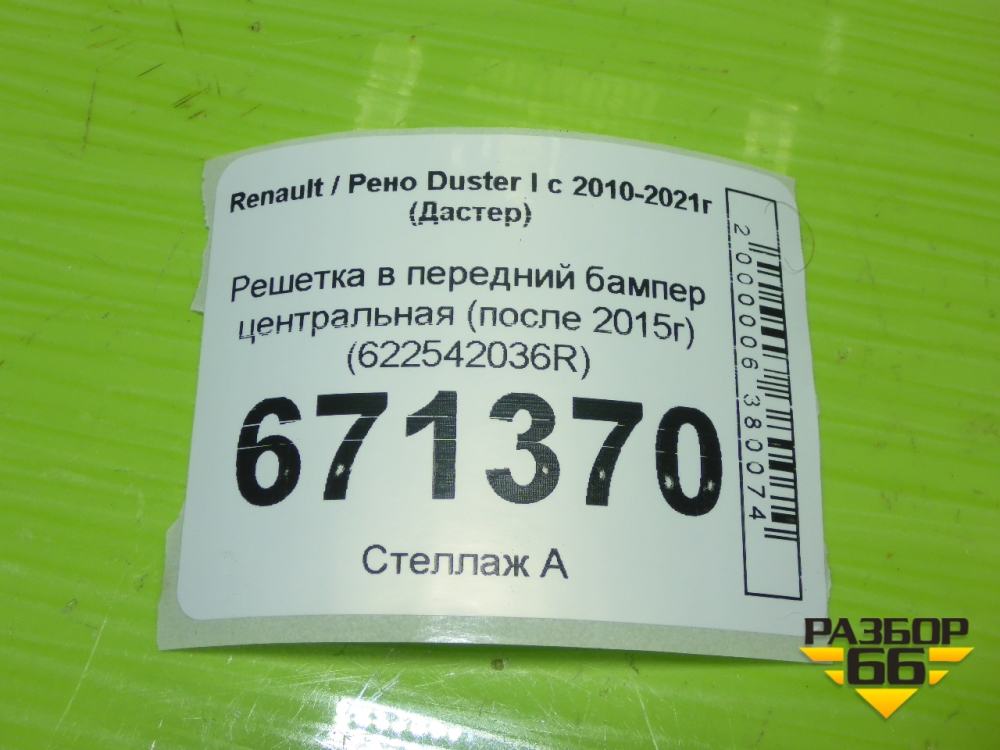 Renault / Рено Duster I с 2010-2021г
(Дастер)
Решетка в передний бампер
центральная (после 2015г)
(622542036R)
671370
Стеллаж А
2000006380074
РАЗБОР
66